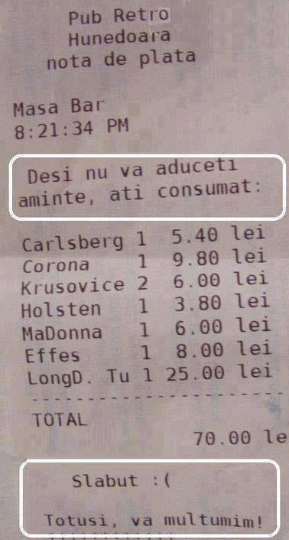 Pub Retro
Hunedoara
nota de plata
Masa Bar
8:21:34 PM
Desi nu va aduceti
aminte, ati consumat:
Carlsberg 1 5.40 lei
Corona 1 9.80 lei
Krusovice 2 6.00 lei
Holsten 1 3.80 lei
MaDonna 1 6.00 lei
Effes 1 8.00 lei
LongD. Tu 1 25.00 lei
------------------------
TOTAL
70.00 le
Slabut :(
Totusi, va multumim!